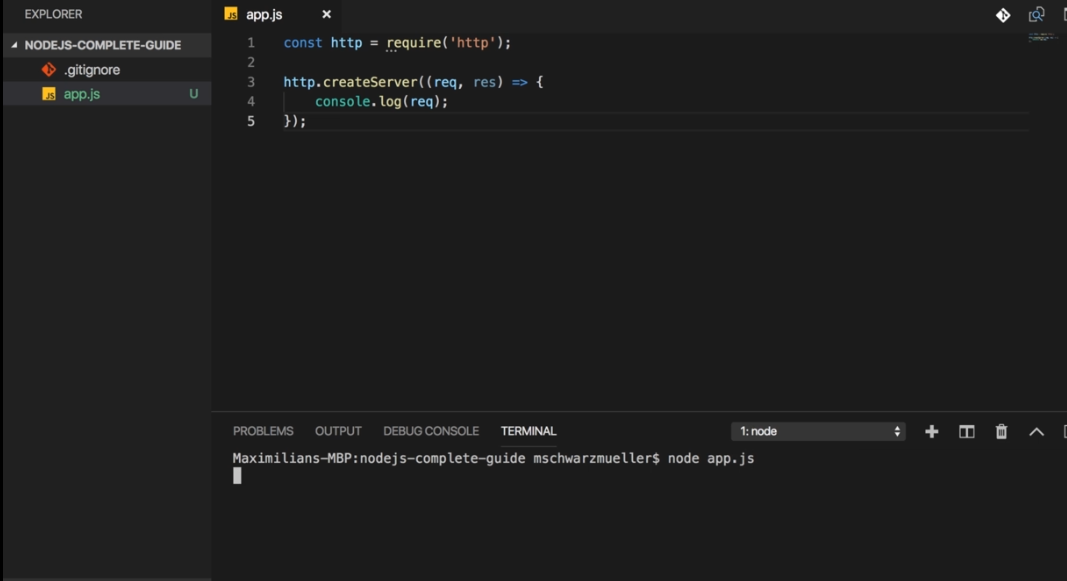 EXPLORER
NODEJS-COMPLETE-GUIDE
.gitignore
JS app.js U
JS app.js ×
1 const http = require('http');
2
3 http.createServer((req, res) => {
4     console.log(req);
5 });
PROBLEMS OUTPUT DEBUG CONSOLE TERMINAL 1: node
Maximilians-MBP:nodejs-complete-guide mschwarzmueller$ node app.js